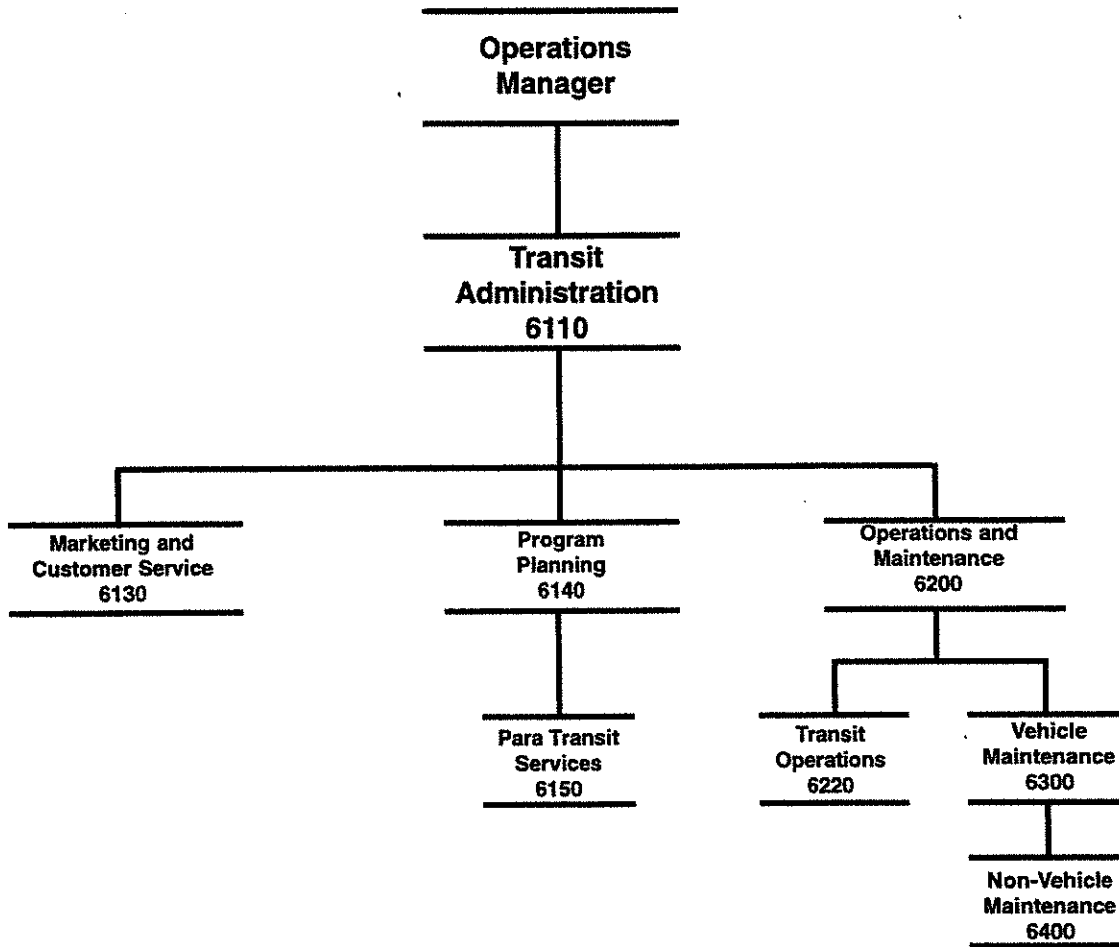 Operations
Manager
Transit
Administration
6110
Marketing and
Customer Service
6130
Program
Planning
6140
Operations and
Maintenance
6200
Para Transit
Services
6150
Transit
Operations
6220
Vehicle
Maintenance
6300
Non-Vehicle
Maintenance
6400